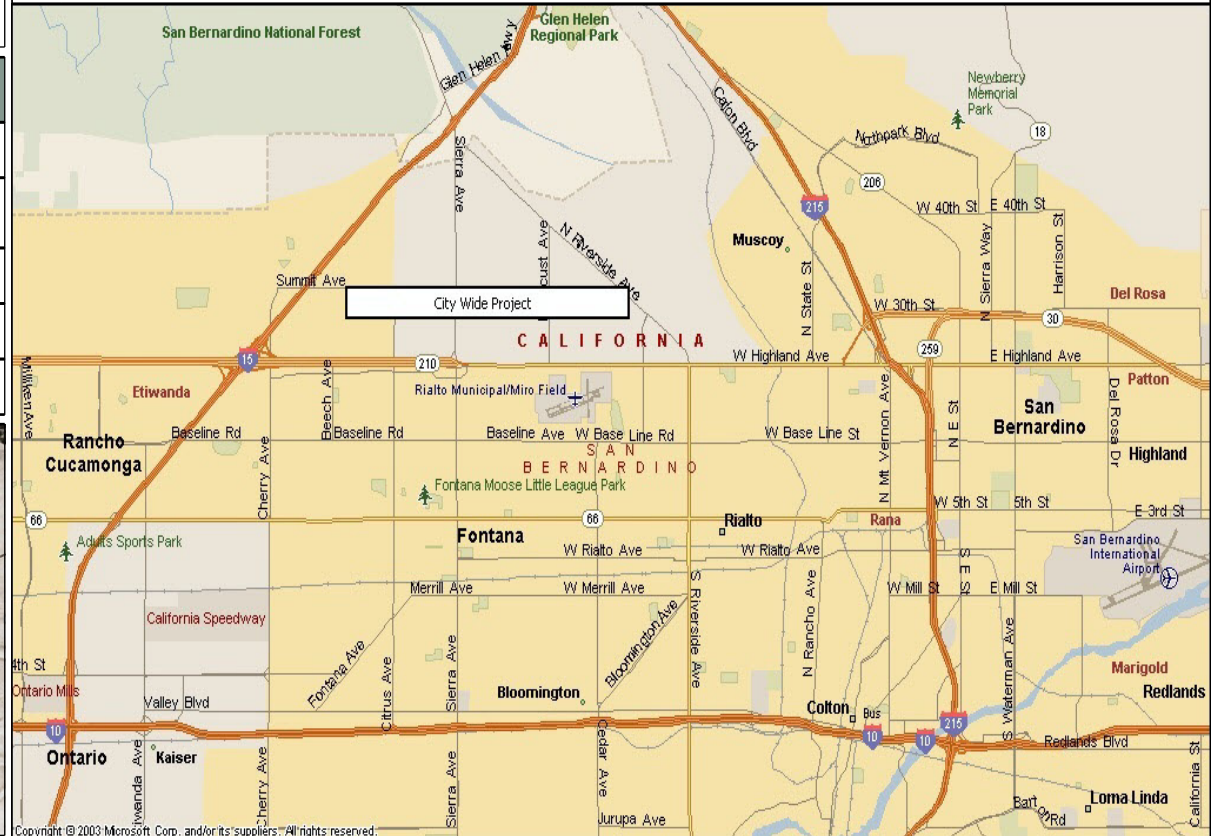 San Bernardino National Forest
Glen Helen
Regional Park
Glen Helen Hwy
Newberry
Memorial
Park
Cajon Blvd
Northpark Blvd
18
Sierra Ave
206
215
W 40th St
E 40th St
Muscoy
N Riverside Ave
cust Ave
N State St
N Sierra Way
Harrison St
Summit Ave
City Wide Project
Del Rosa
W 30th St
30
CALIFORNIA
259
15
210
W Highland Ave
E Highland Ave
Milliken Ave
Etiwanda
Beech Ave
Rialto Municipal/Miro Field
Patton
N Mt Vernon Ave
N E St
San
Bernardino
Del Rosa Dr
Rancho
Cucamonga
Baseline Rd
Baseline Rd
Baseline Ave
W Base Line Rd
W Base Line St
SAN
BERNARDINO
Highland
Cherry Ave
Fontana Moose Little League Park
W 5th St
5th St
E 3rd St
66
66
Rialto
Rana
Adults Sports Park
Fontana
W Rialto Ave
W Rialto Ave
San Bernardino
International
Airport
S E St
Merrill Ave
W Merrill Ave
S Riverside Ave
N Rancho Ave
W Mill St
E Mill St
California Speedway
Fontana Ave
Bloomington Ave
S Waterman Ave
4th St
Citrus Ave
Sierra Ave
Marigold
Ontario Mills
Valley Blvd
Bloomington
Redlands
Colton
Bus
10
10
10
215
Redlands Blvd
Ontario
Kaiser
Cedar Ave
California St
iwanda Ave
Cherry Ave
Sierra Ave
Loma Linda
Barton Rd
Jurupa Ave
Copyright © 2003 Microsoft Corp. and/or its suppliers. All rights reserved.